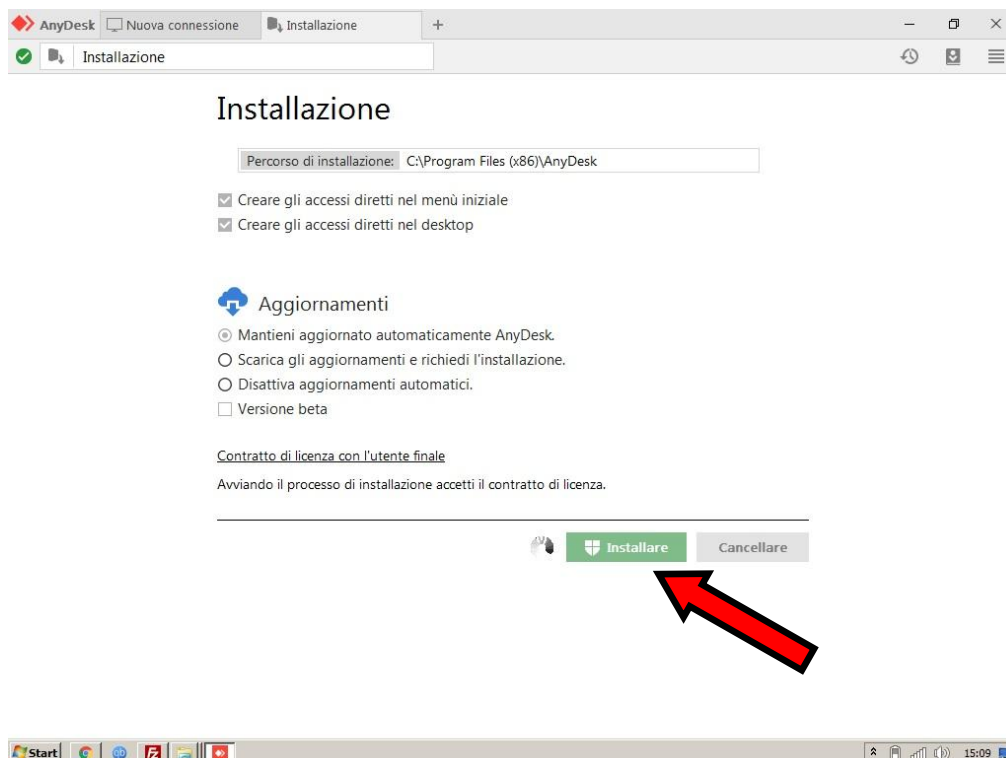 AnyDesk Nuova connessione Installazione +
Installazione
Installazione
Percorso di installazione: C:\Program Files (x86)\AnyDesk
Creare gli accessi diretti nel menù iniziale
Creare gli accessi diretti nel desktop
Aggiornamenti
Mantieni aggiornato automaticamente AnyDesk.
Scarica gli aggiornamenti e richiedi l'installazione.
Disattiva aggiornamenti automatici.
Versione beta
Contratto di licenza con l'utente finale
Avviando il processo di installazione accetti il contratto di licenza.
Installare Cancellare
Start 15:09